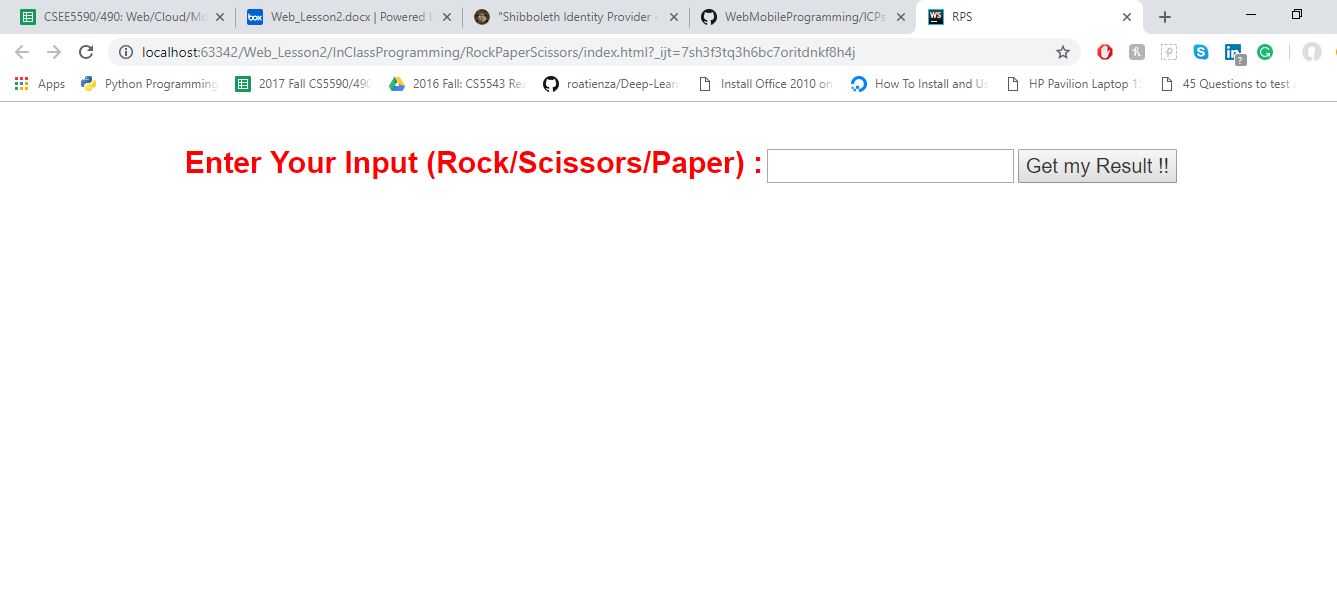 CSEE5590/490: Web/Cloud/Mo Web_Lesson2.docx | Powered b "Shibboleth Identity Provider - WebMobileProgramming/ICPs WS RPS
localhost:63342/Web_Lesson2/InClassProgramming/RockPaperScissors/index.html?_ijt=7sh3f3tq3h6bc7oritdnkf8h4j
Apps Python Programming 2017 Fall CS5590/490 2016 Fall: CS5543 Rea roatienza/Deep-Learn Install Office 2010 on How To Install and Us HP Pavilion Laptop 15 45 Questions to test a
Enter Your Input (Rock/Scissors/Paper) : Get my Result !!